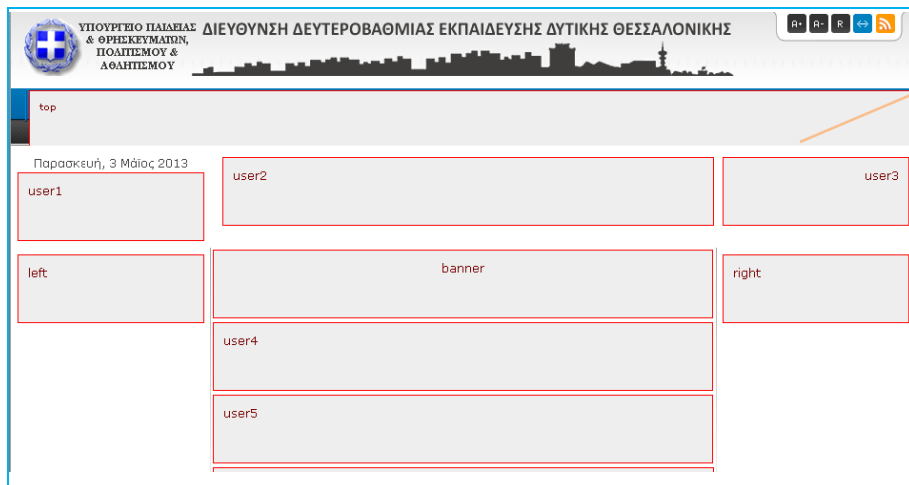 ΥΠΟΥΡΓΕΙΟ ΠΑΙΔΕΙΑΣ
& ΘΡΗΣΚΕΥΜΑΤΩΝ,
ΠΟΛΙΤΙΣΜΟΥ &
ΑΘΛΗΤΙΣΜΟΥ
ΔΙΕΥΘΥΝΣΗ ΔΕΥΤΕΡΟΒΑΘΜΙΑΣ ΕΚΠΑΙΔΕΥΣΗΣ ΔΥΤΙΚΗΣ ΘΕΣΣΑΛΟΝΙΚΗΣ
A+ A- R
top
Παρασκευή, 3 Μάϊος 2013
user1
user2
user3
left
banner
right
user4
user5